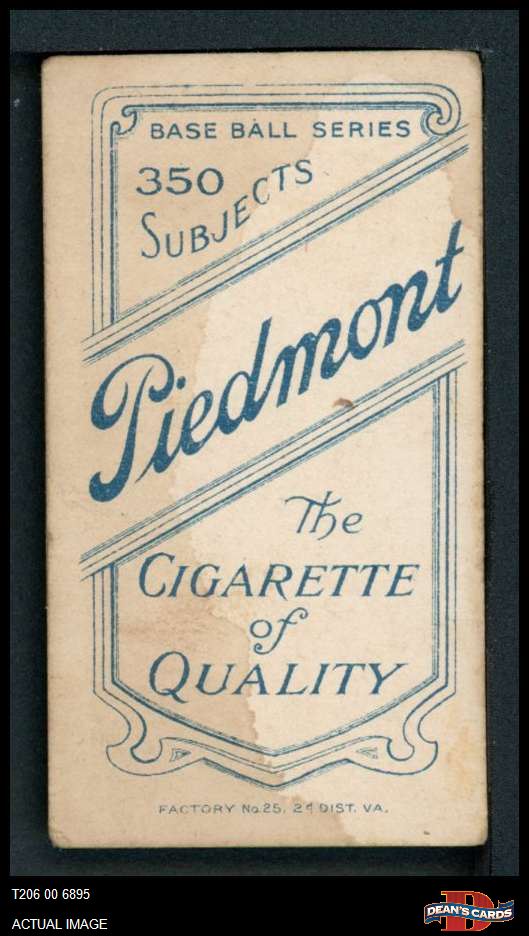 BASE BALL SERIES
350
SUBJECTS
Piedmont
The
CIGARETTE
of
QUALITY
FACTORY No.25. 2d DIST. VA.
T206 00 6895
ACTUAL IMAGE
D
DEAN'S CARDS